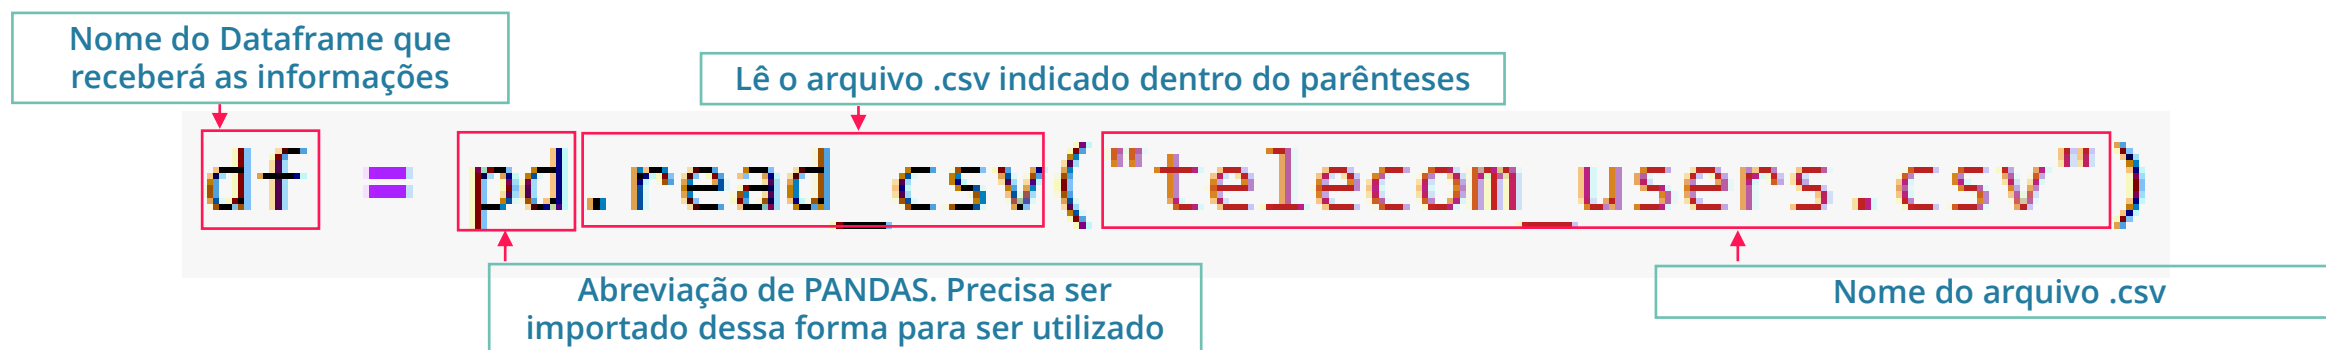 Nome do Dataframe que
receberá as informações
Lê o arquivo .csv indicado dentro do parênteses
df = pd.read_csv("telecom_users.csv")
Abreviação de PANDAS. Precisa ser
importado dessa forma para ser utilizado
Nome do arquivo .csv